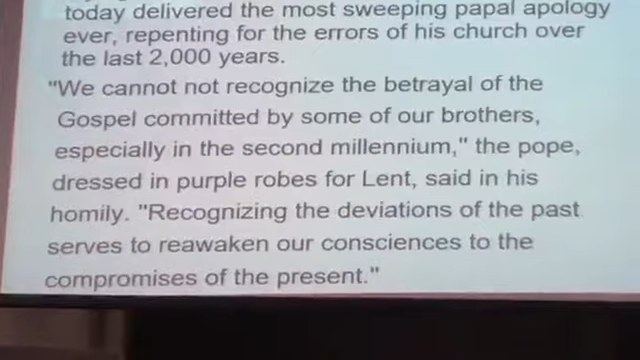 today delivered the most sweeping papal apology
ever, repenting for the errors of his church over
the last 2,000 years.
"We cannot not recognize the betrayal of the
Gospel committed by some of our brothers,
especially in the second millennium," the pope,
dressed in purple robes for Lent, said in his
homily. "Recognizing the deviations of the past
serves to reawaken our consciences to the
compromises of the present."